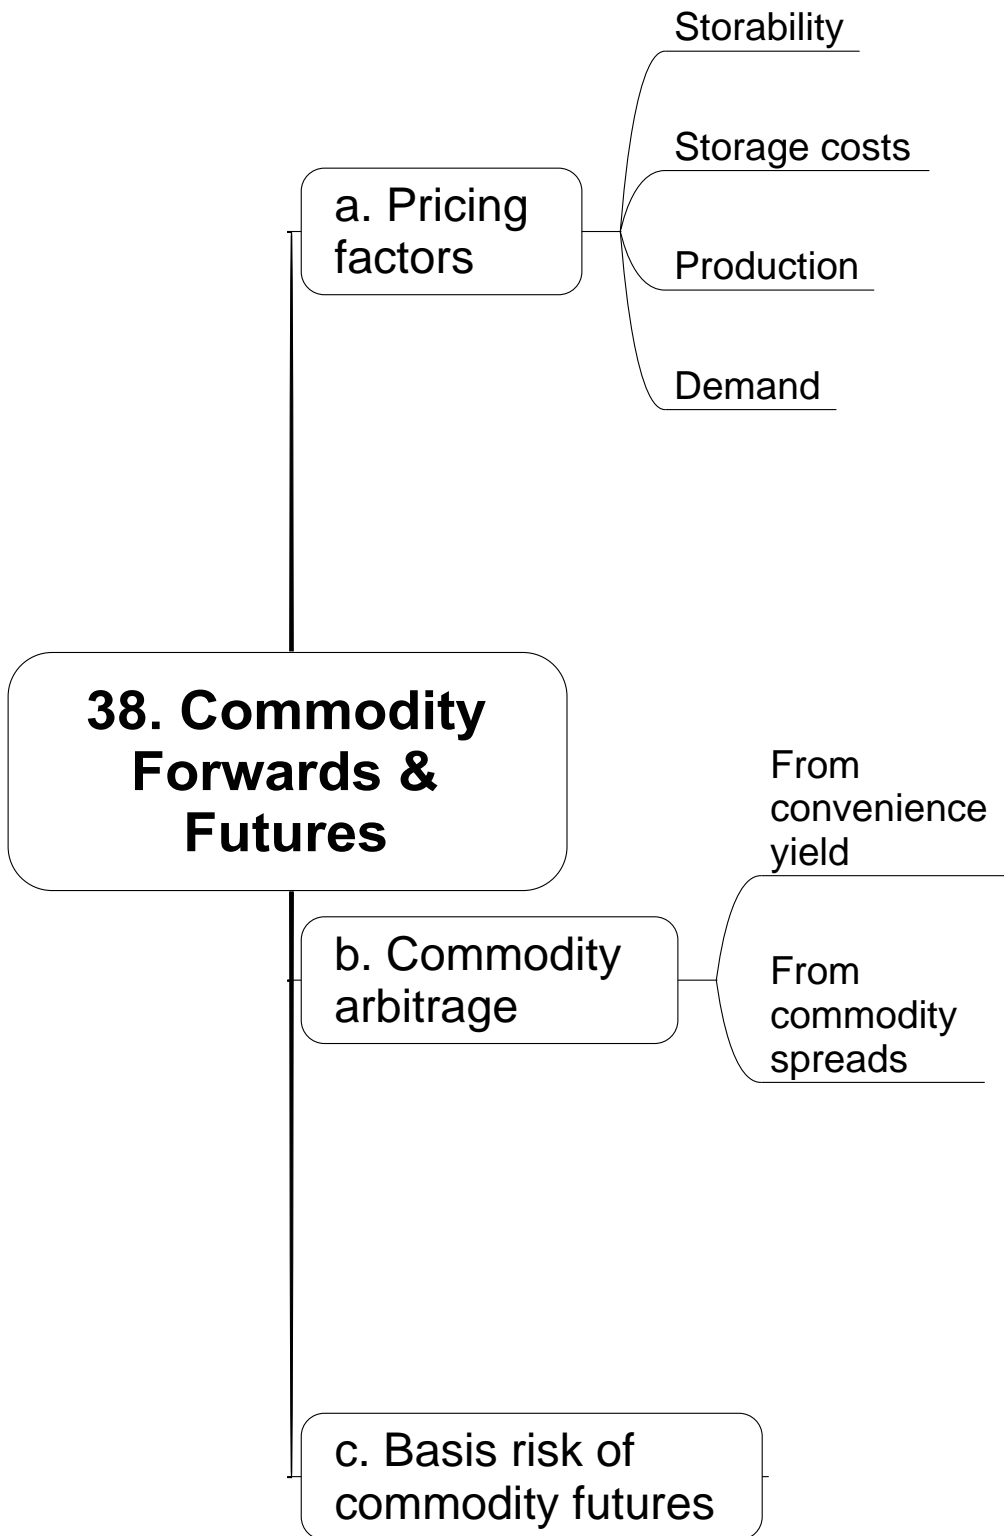 Storability
Storage costs
a. Pricing
factors
Production
Demand
38. Commodity
Forwards &
Futures
From
convenience
yield
b. Commodity
arbitrage
From
commodity
spreads
c. Basis risk of
commodity futures